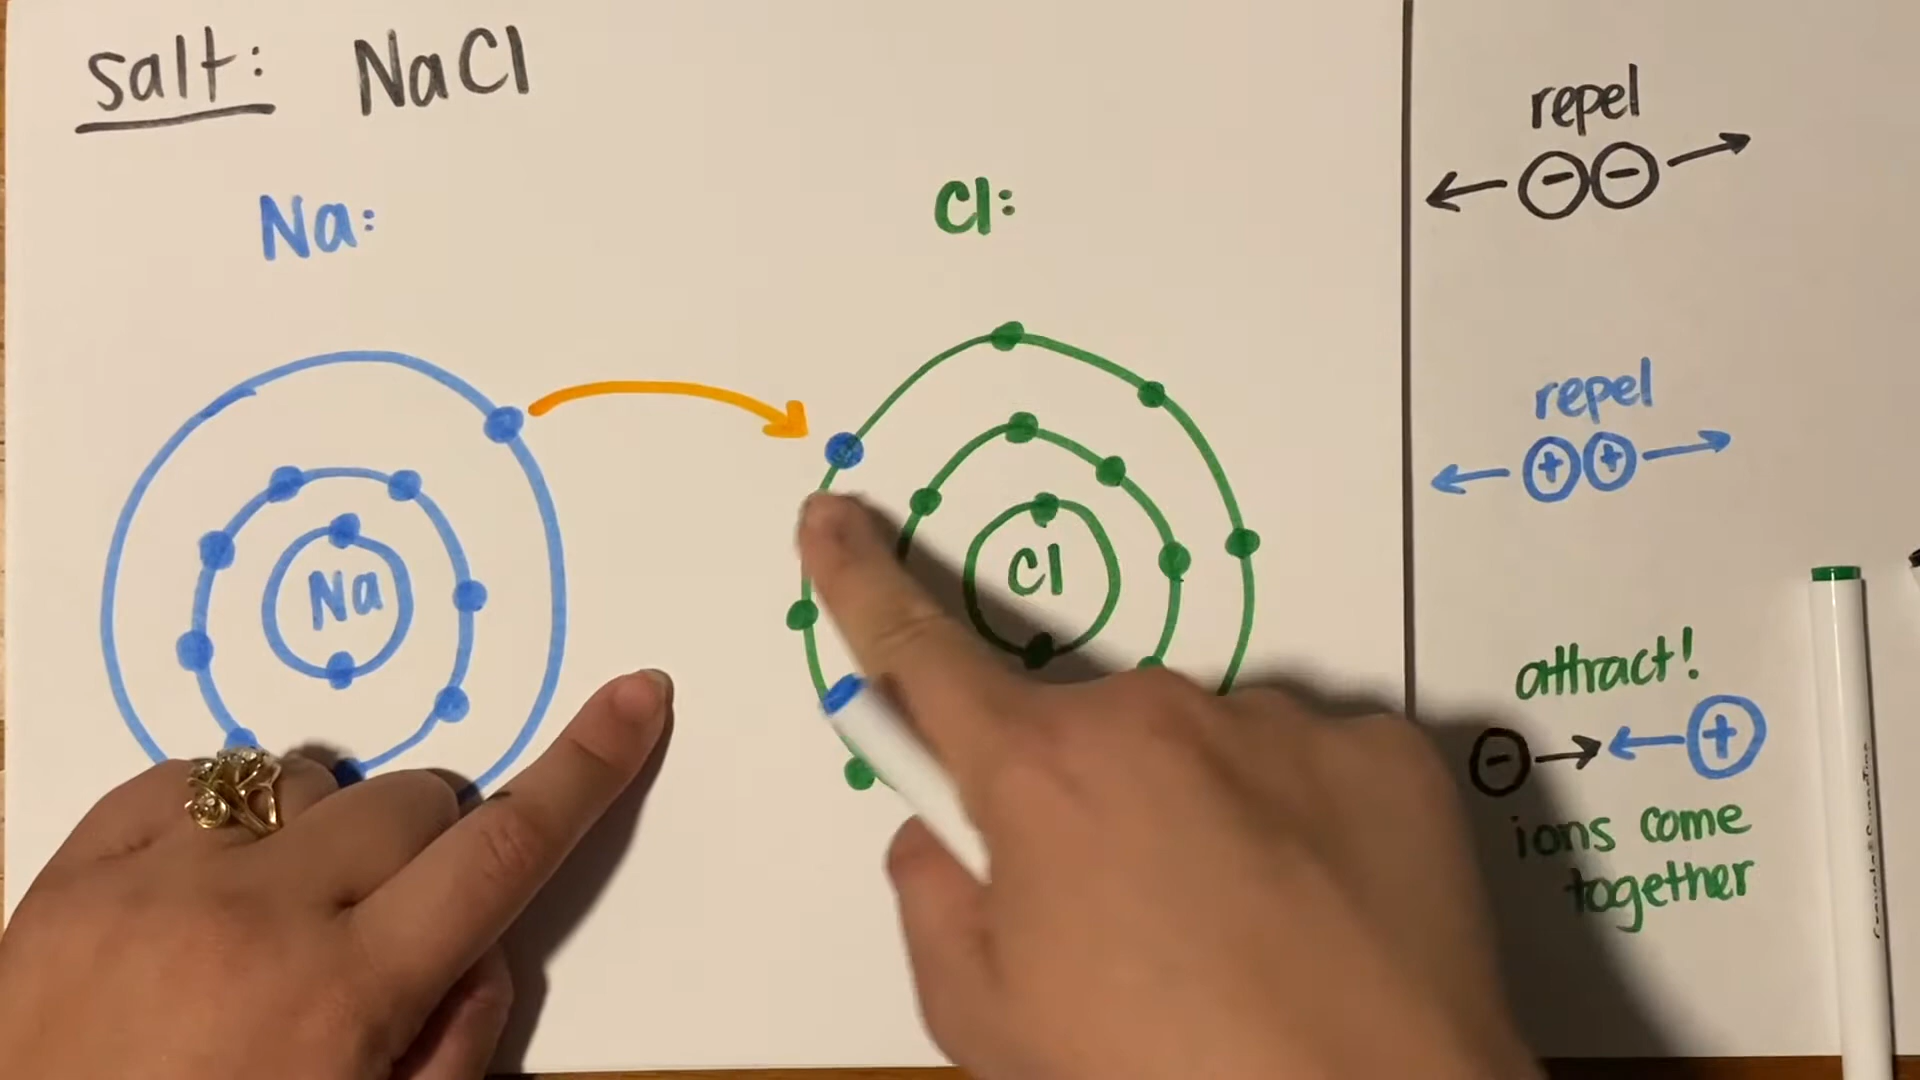 salt: NaCl
Na:
Cl:
Na
Cl
repel
- -
repel
+ +
attract!
- +
ions come
together